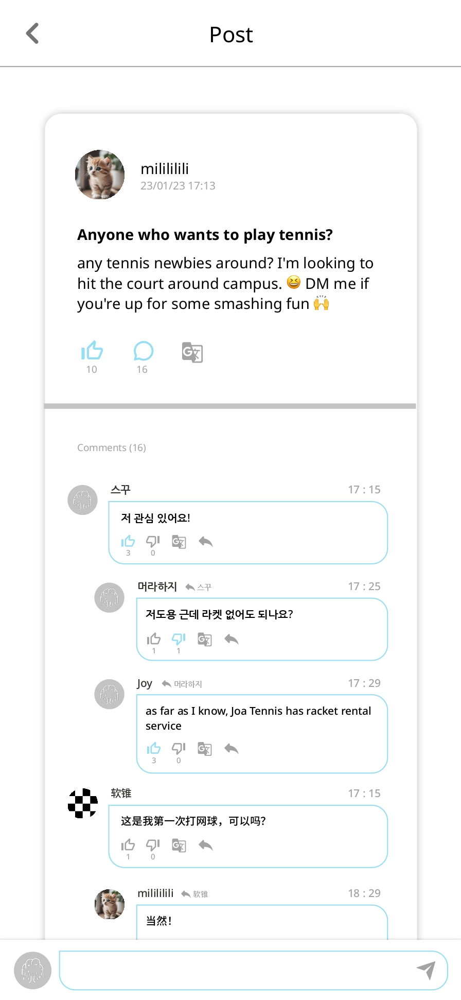 Post
milililili
23/01/23 17:13
Anyone who wants to play tennis?
any tennis newbies around? I'm looking to
hit the court around campus. 😆 DM me if
you're up for some smashing fun 🙌
10
16
Comments (16)
스꾸
17 : 15
저 관심 있어요!
3
0
머라하지
스꾸
17 : 25
저도용 근데 라켓 없어도 되나요?
1
1
Joy
머라하지
17 : 29
as far as I know, Joa Tennis has racket rental
service
3
0
软锥
17 : 15
这是我第一次打网球，可以吗？
1
0
milililili
软锥
18 : 29
当然！